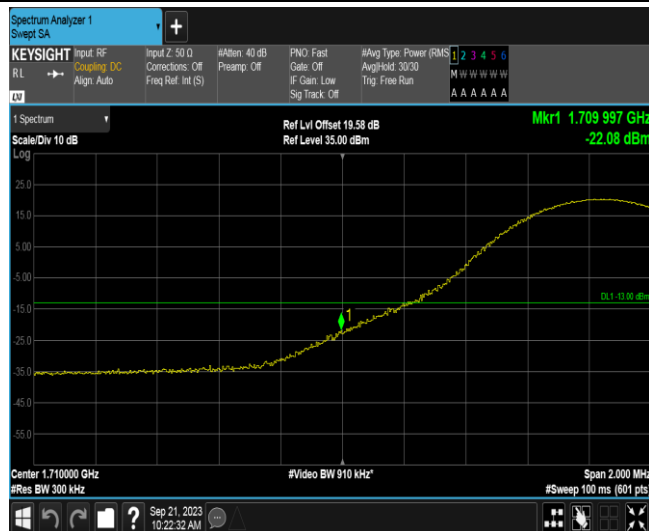 Spectrum Analyzer 1
Swept SA
KEYSIGHT
RL
Input: RF
Coupling: DC
Align: Auto
Input Z: 50 Ω
Corrections: Off
Freq Ref: Int (S)
#Atten: 40 dB
Preamp: Off
PNO: Fast
Gate: Off
IF Gain: Low
Sig Track: Off
#Avg Type: Power (RMS
Avg|Hold: 30/30
Trig: Free Run
1 2 3 4 5 6
M W W W W W
A A A A A A
1 Spectrum
Scale/Div 10 dB
Ref Lvl Offset 19.58 dB
Ref Level 35.00 dBm
Mkr1 1.709 997 GHz
-22.08 dBm
Log
25.0
15.0
5.00
-5.00
-15.0
-25.0
-35.0
-45.0
-55.0
DL1 -13.00 dBm
1
Center 1.710000 GHz
#Res BW 300 kHz
#Video BW 910 kHz*
Span 2.000 MHz
#Sweep 100 ms (601 pts)
?
Sep 21, 2023
10:22:32 AM